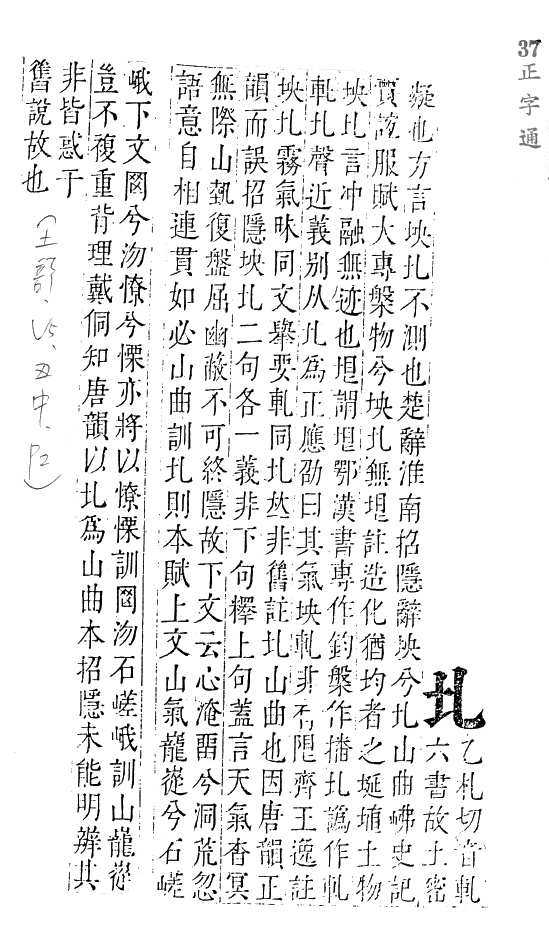 37
正字通
圠
乙札切音軋
六書故土密
凝也方言坱圠不測也楚辭淮南招隱辭坱兮圠山曲岪史記
賈誼服賦大專槃物兮坱圠無垠註造化猶均者之埏埴土物
坱圠言冲融無迹也垠謂垠鄂漢書專作鈞槃作播圠譌作軋
軋圠聲近義別从圠爲正應劭曰其氣坱軋非有限齊王逸註
坱圠霧氣昧同文舉要軋同圠𠀤非舊註圠山曲也因唐韻正
韻而誤招隱坱圠二句各一義非下句釋上句蓋言天氣杳冥
無際山埶復盤屈幽蔽不可終隱故下文云心淹留兮洞荒忽
語意自相連貫如必山曲訓圠則本賦上文山氣巃嵸兮石嵯
峨下文罔兮沕憭兮慄亦將以憭慄訓罔沕石嵯峨訓山巃嵸
豈不複重背理戴侗知唐韻以圠爲山曲本招隱未能明辨其
非皆惑于
舊說故也